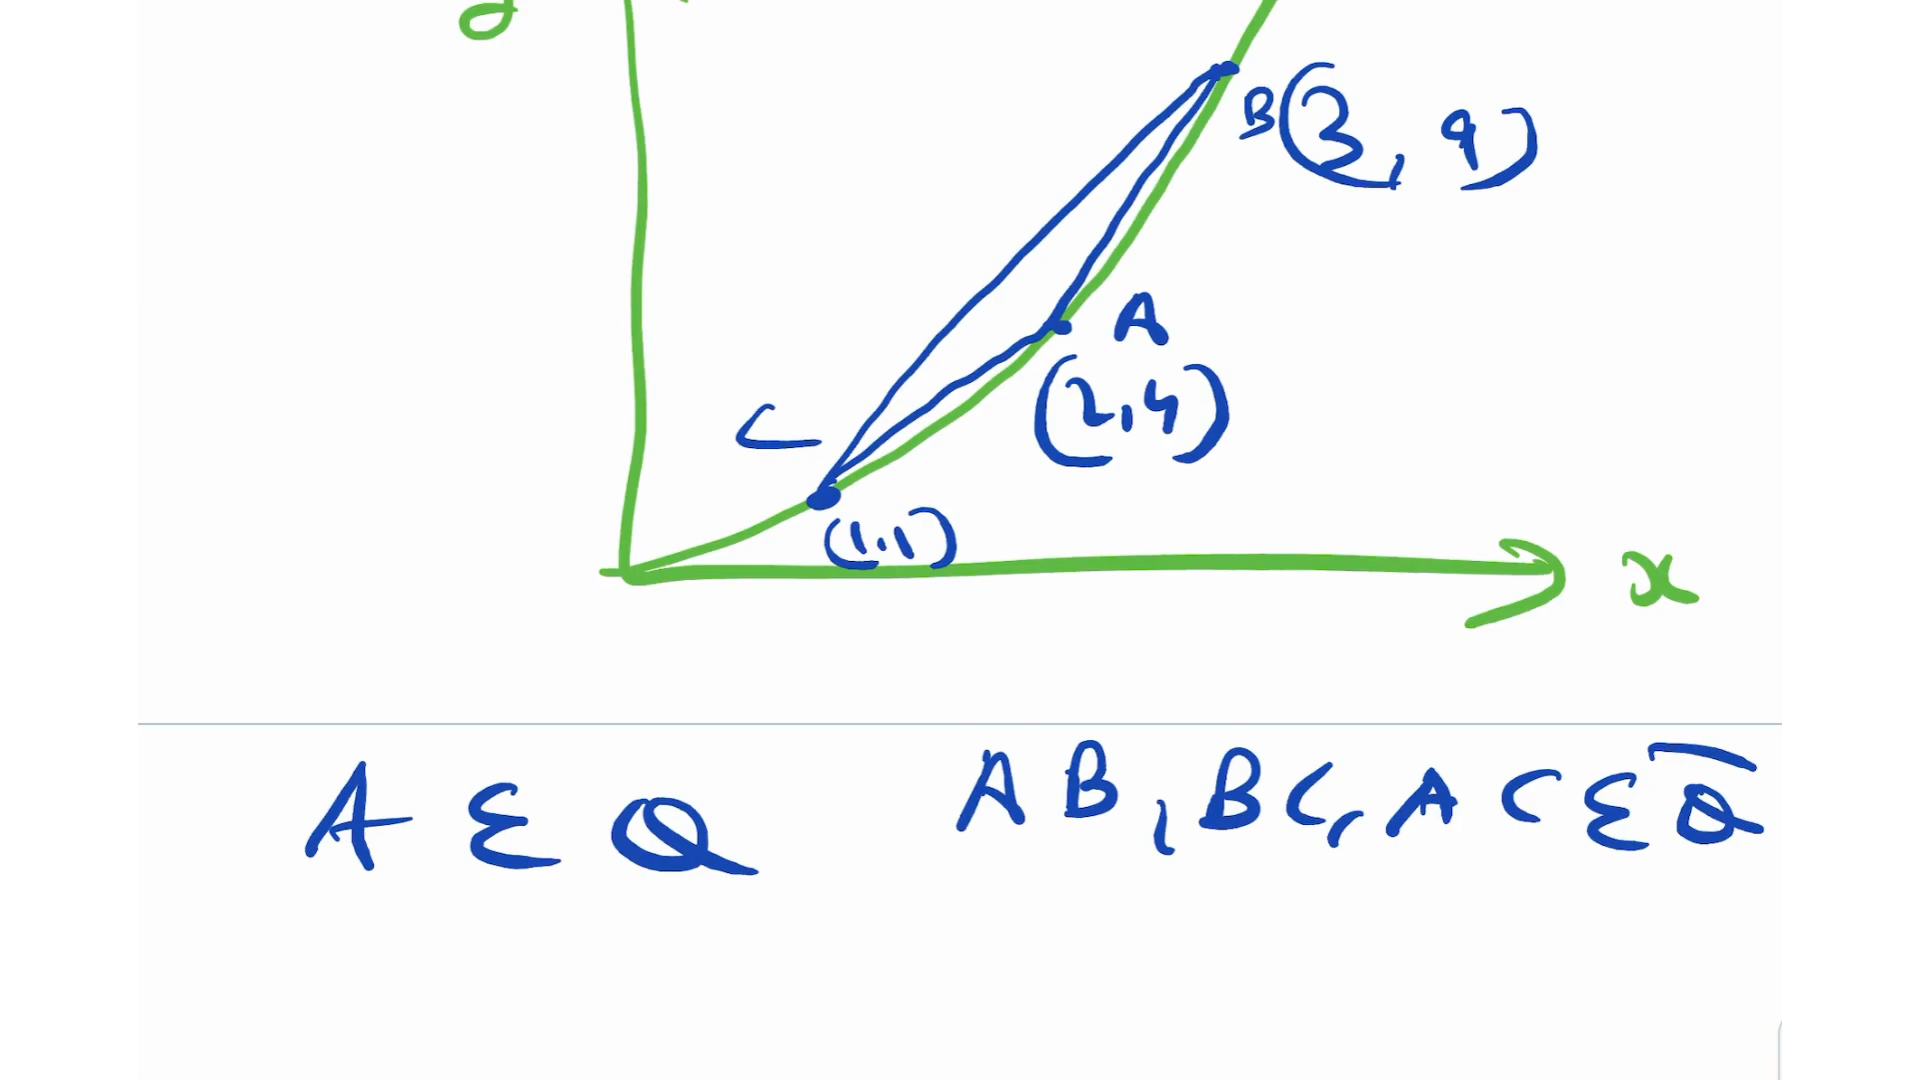 y
B(3, 9)
A
(2,4)
C
(1,1)
x
A ∈ Q AB, BC, AC ∈ Q̅